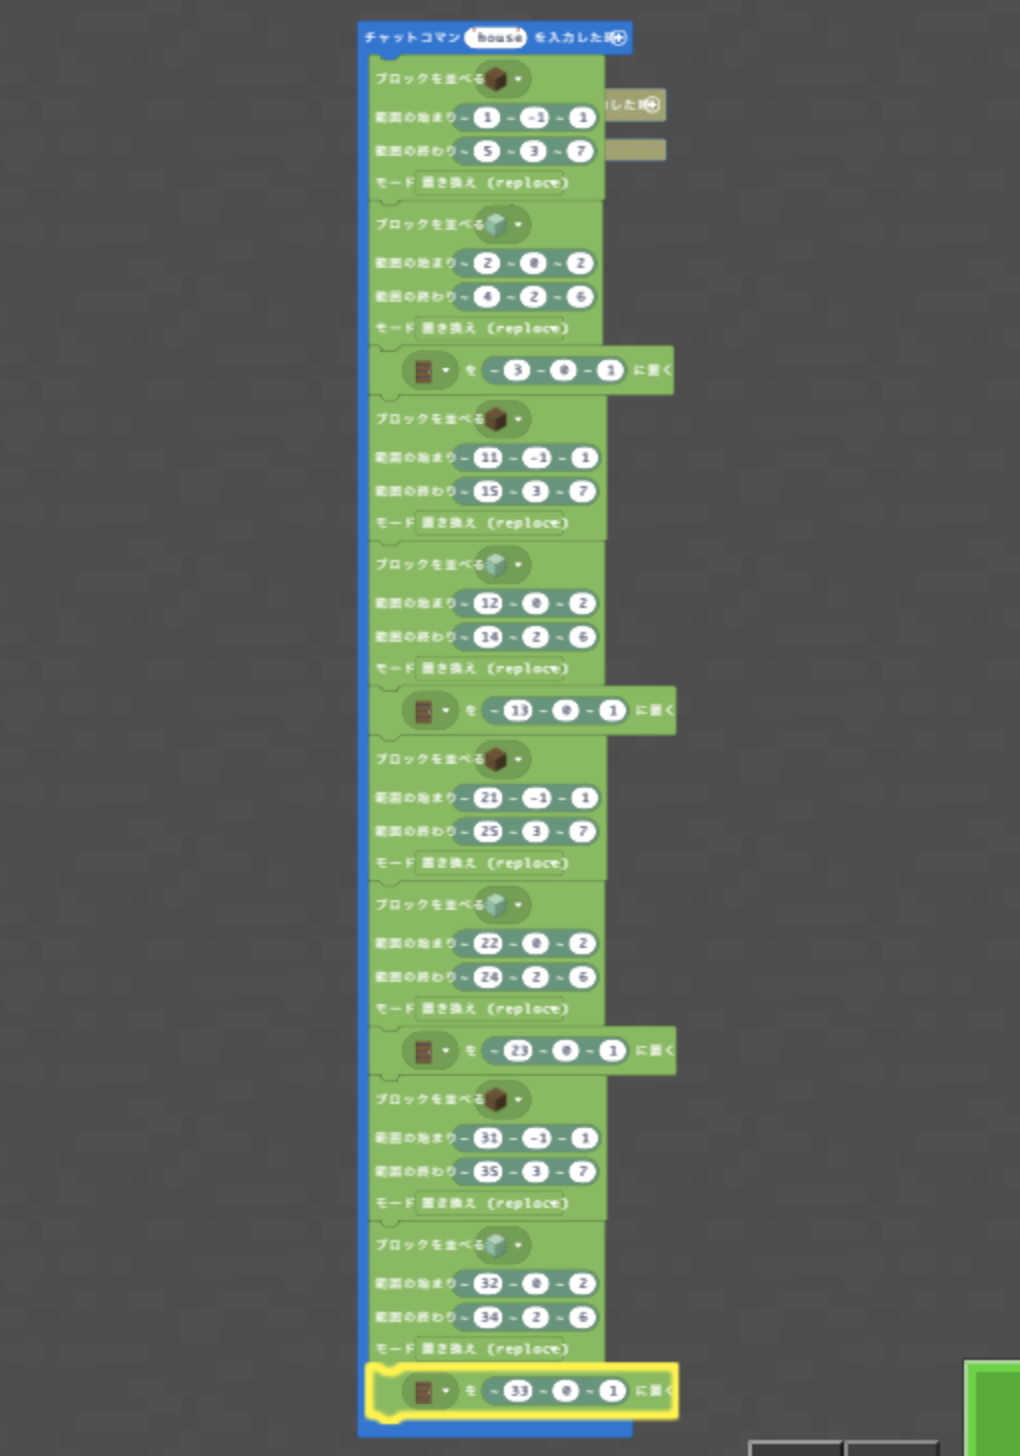 チャットコマン house を入力した時
した時
ブロックを並べる
範囲の始まり ~ 1 ~ -1 ~ 1
範囲の終わり ~ 5 ~ 3 ~ 7
モード 置き換え (replace)
ブロックを並べる
範囲の始まり ~ 2 ~ 0 ~ 2
範囲の終わり ~ 4 ~ 2 ~ 6
モード 置き換え (replace)
を ~ 3 ~ 0 ~ 1 に置く
ブロックを並べる
範囲の始まり ~ 11 ~ -1 ~ 1
範囲の終わり ~ 15 ~ 3 ~ 7
モード 置き換え (replace)
ブロックを並べる
範囲の始まり ~ 12 ~ 0 ~ 2
範囲の終わり ~ 14 ~ 2 ~ 6
モード 置き換え (replace)
を ~ 13 ~ 0 ~ 1 に置く
ブロックを並べる
範囲の始まり ~ 21 ~ -1 ~ 1
範囲の終わり ~ 25 ~ 3 ~ 7
モード 置き換え (replace)
ブロックを並べる
範囲の始まり ~ 22 ~ 0 ~ 2
範囲の終わり ~ 24 ~ 2 ~ 6
モード 置き換え (replace)
を ~ 23 ~ 0 ~ 1 に置く
ブロックを並べる
範囲の始まり ~ 31 ~ -1 ~ 1
範囲の終わり ~ 35 ~ 3 ~ 7
モード 置き換え (replace)
ブロックを並べる
範囲の始まり ~ 32 ~ 0 ~ 2
範囲の終わり ~ 34 ~ 2 ~ 6
モード 置き換え (replace)
を ~ 33 ~ 0 ~ 1 に置く